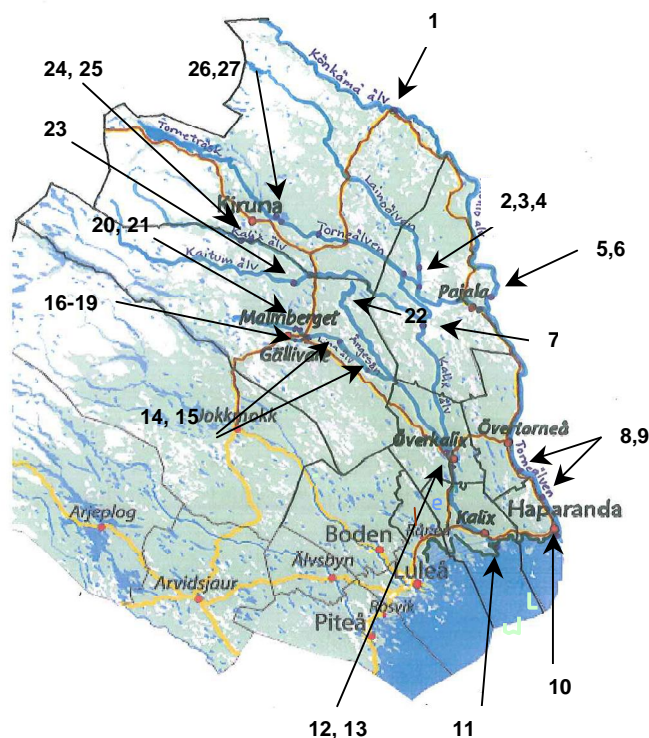 1
Könkämä älv
24, 25
26,27
23
Torneträsk
Lainioälven
2,3,4
Kiruna
Kalix älv
Torneälven
20, 21
Kaitum älv
5,6
Pajala
16-19
Malmberget
22
7
Gällivare
Ängesån
Kalix älv
14, 15
Jokkmokk
Överkalix
Övertorneå
8,9
Torneälven
Arjeplog
e
Kalix
Haparanda
Boden
Råneå
Älvsbyn
Arvidsjaur
Luleå
Rosvik
Piteå
10
12, 13
11